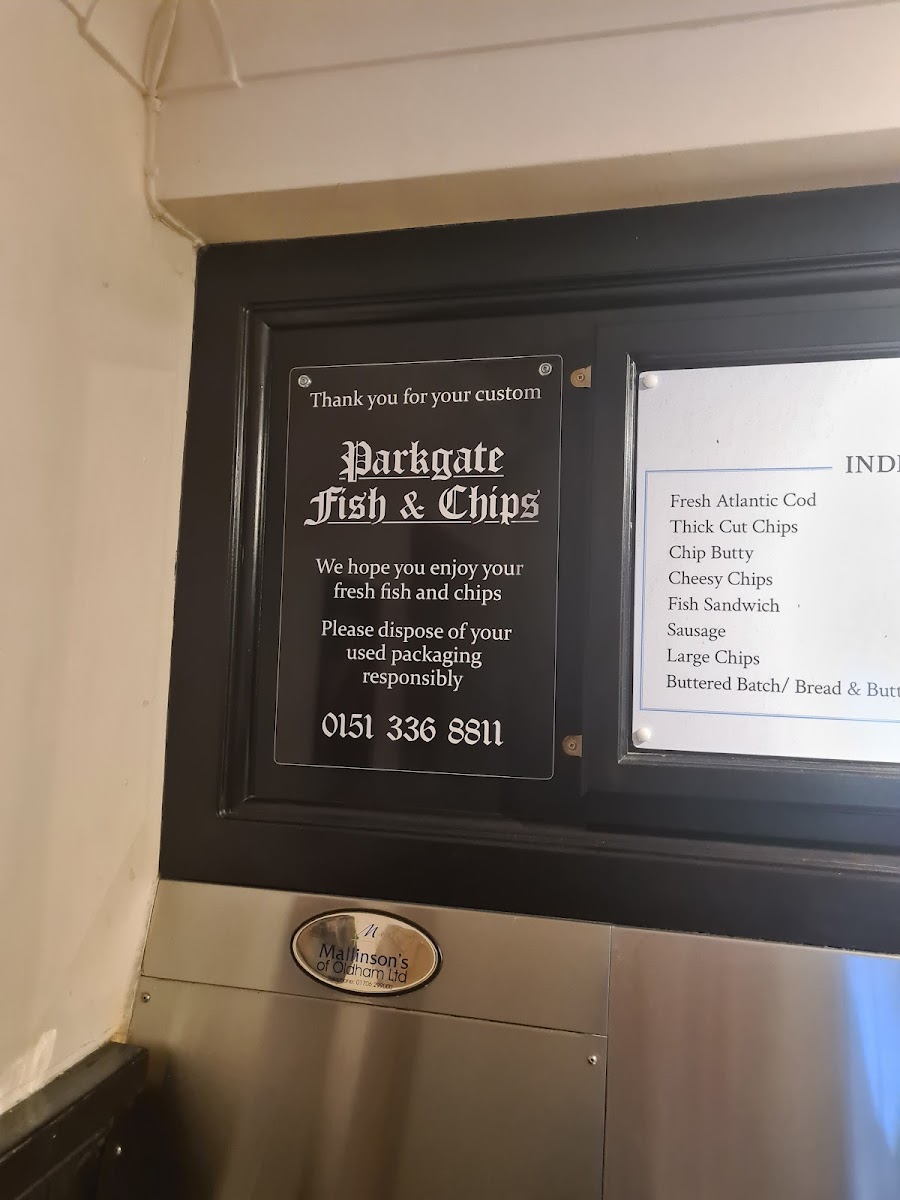 Thank you for your custom
Parkgate
Fish & Chips
We hope you enjoy your
fresh fish and chips
Please dispose of your
used packaging
responsibly
0151 336 8811
INDI
Fresh Atlantic Cod
Thick Cut Chips
Chip Butty
Cheesy Chips
Fish Sandwich
Sausage
Large Chips
Buttered Batch/ Bread & Butt
M
Mallinson's
of Oldham Ltd